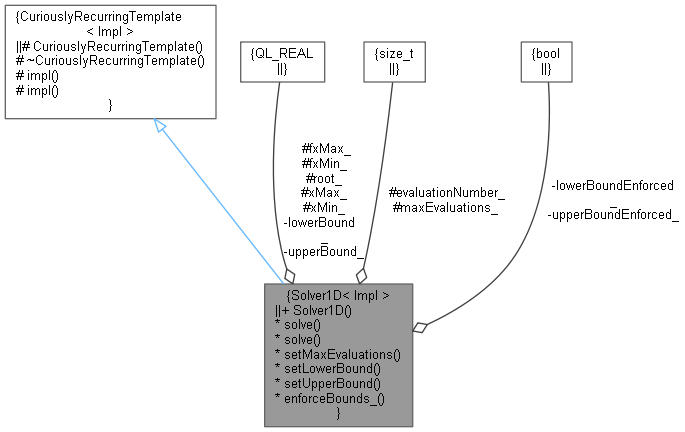 {CuriouslyRecurringTemplate
< Impl >
||# CuriouslyRecurringTemplate()
# ~CuriouslyRecurringTemplate()
# impl()
# impl()
}
{QL_REAL
||}
{size_t
||}
{bool
||}
#fxMax_
#fxMin_
#root_
#xMax_
#xMin_
-lowerBound
_
-upperBound_
#evaluationNumber_
#maxEvaluations_
-lowerBoundEnforced
_
-upperBoundEnforced_
{Solver1D< Impl >
||+ Solver1D()
* solve()
* solve()
* setMaxEvaluations()
* setLowerBound()
* setUpperBound()
* enforceBounds_()
}